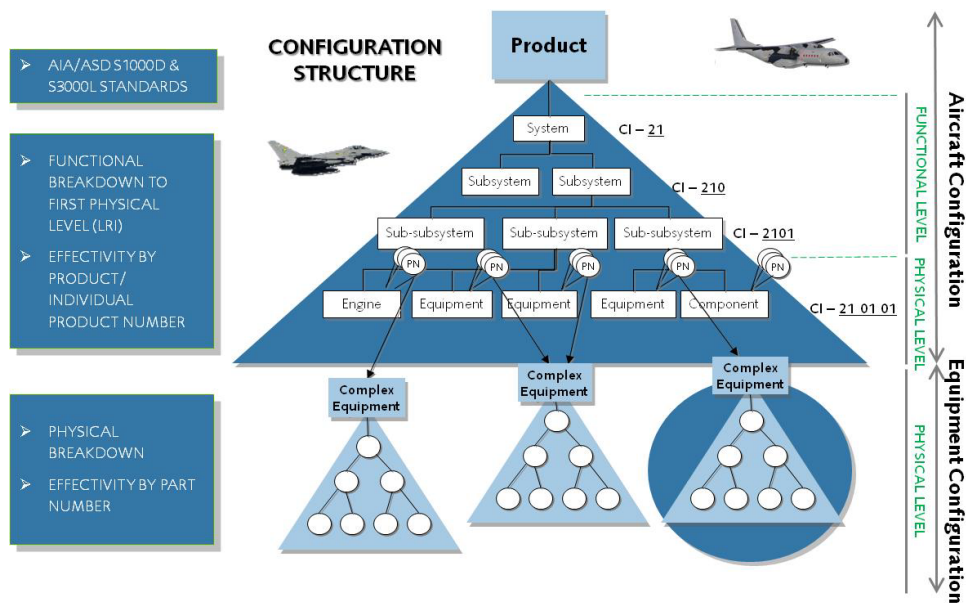 CONFIGURATION
STRUCTURE
Product
AIA/ASD S1000D &
S3000L STANDARDS
FUNCTIONAL
BREAKDOWN TO
FIRST PHYSICAL
LEVEL (LRI)
EFFECTIVITY BY
PRODUCT/
INDIVIDUAL
PRODUCT NUMBER
PHYSICAL
BREAKDOWN
EFFECTIVITY BY PART
NUMBER
System
CI – 21
Subsystem
Subsystem
CI – 210
Sub-subsystem
Sub-subsystem
Sub-subsystem
CI – 2101
PN
PN
PN
PN
PN
Engine
Equipment
Equipment
Equipment
Component
CI – 21 01 01
Complex
Equipment
Complex
Equipment
Complex
Equipment
FUNCTIONAL LEVEL
PHYSICAL LEVEL
PHYSICAL LEVEL
Aircraft Configuration
Equipment Configuration